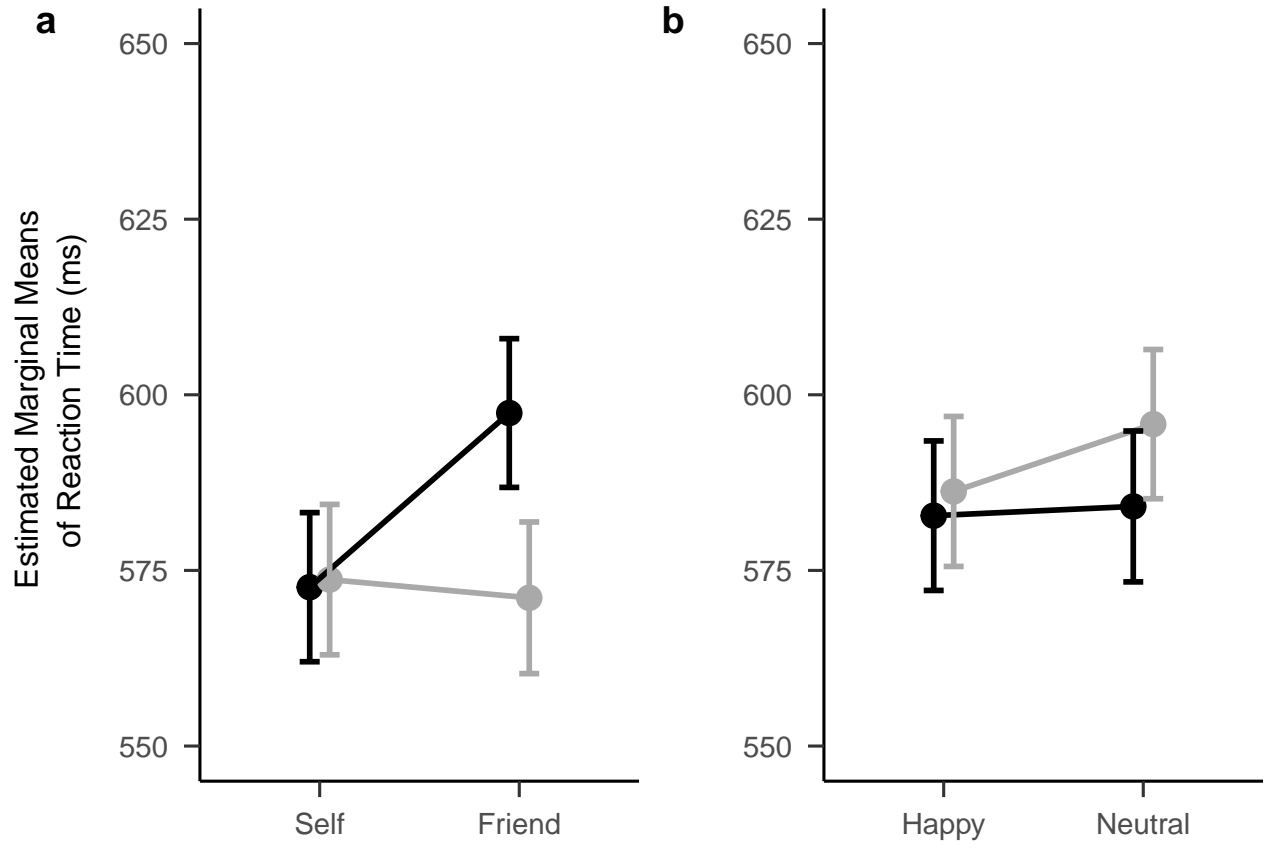 a
Estimated Marginal Means
of Reaction Time (ms)
650
625
600
575
550
Self
Friend
b
650
625
600
575
550
Happy
Neutral